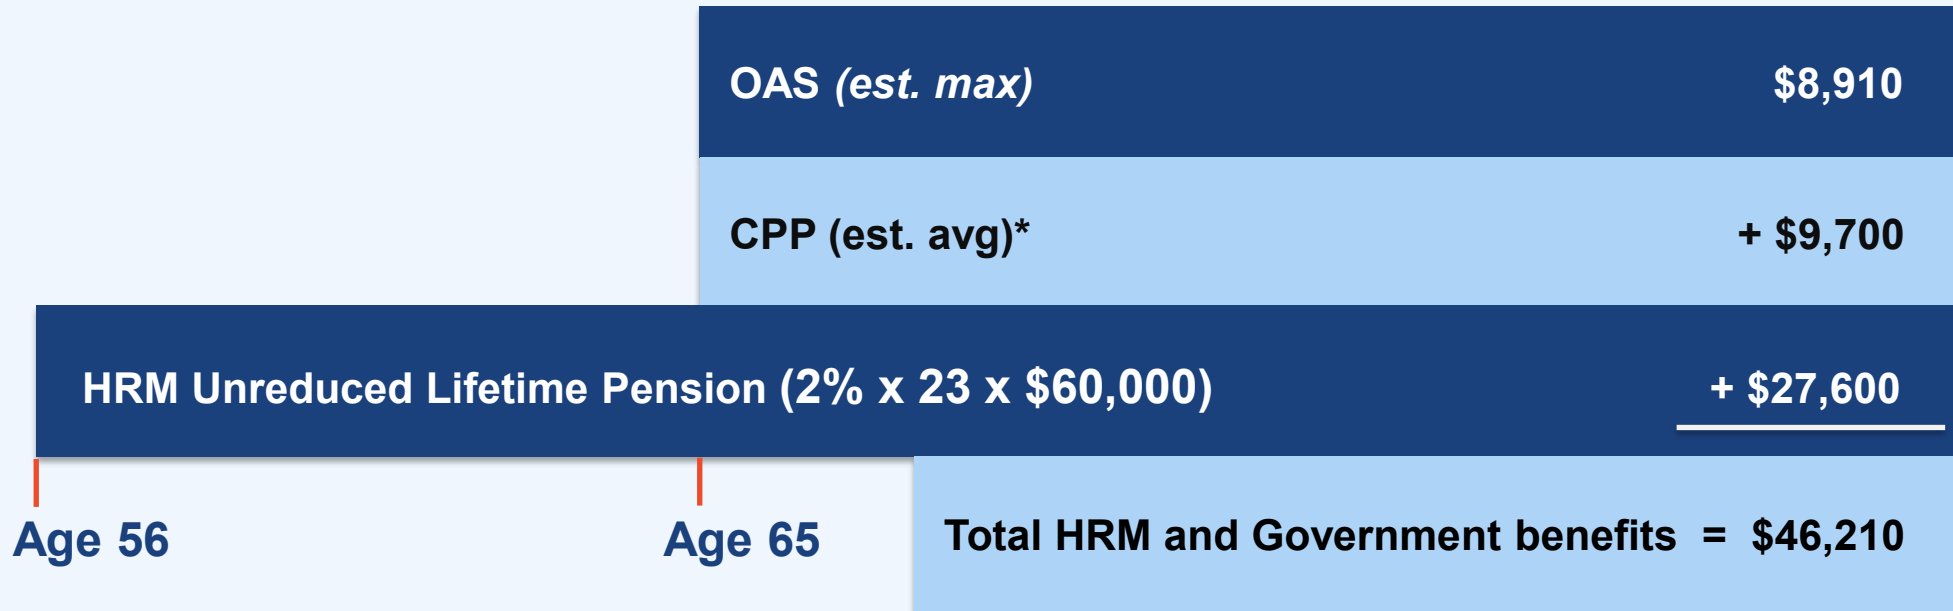 OAS (est. max) $8,910
CPP (est. avg)* + $9,700
HRM Unreduced Lifetime Pension (2% x 23 x $60,000) + $27,600
Age 56 Age 65 Total HRM and Government benefits = $46,210